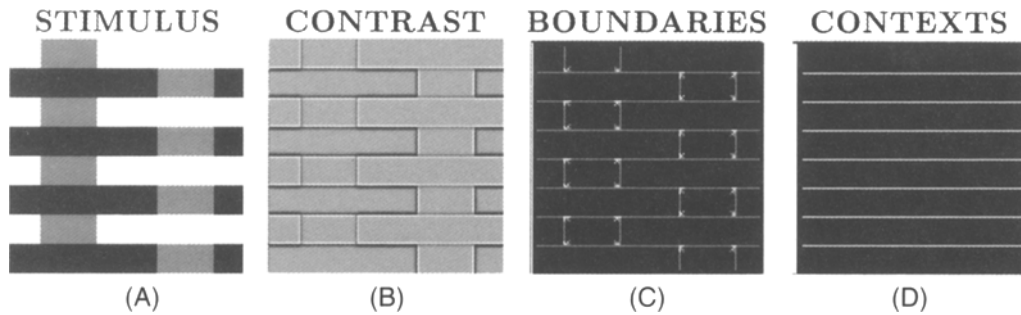 STIMULUS CONTRAST BOUNDARIES CONTEXTS
(A) (B) (C) (D)